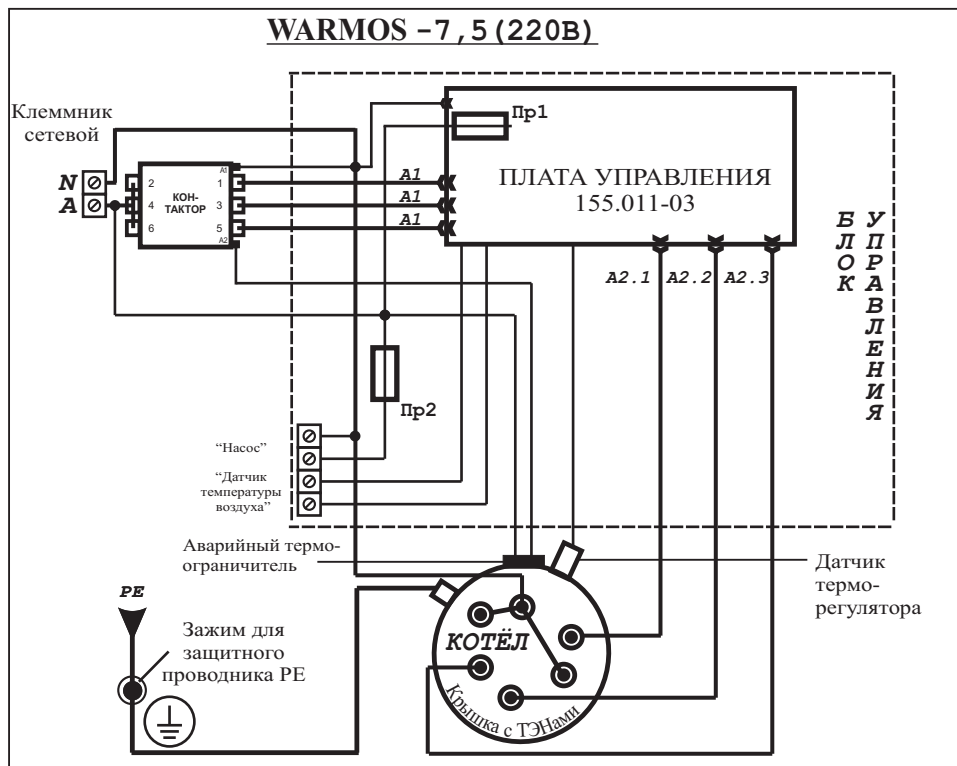 WARMOS -7,5(220В)
Клеммник
сетевой
N
A
2
4
6
КОН-
ТАКТОР
A1
1
3
5
A2
A1
A1
A1
Пр1
ПЛАТА УПРАВЛЕНИЯ
155.011-03
A2.1
A2.2
A2.3
БЛОК
УПРАВЛЕНИЯ
Пр2
“Насос”
“Датчик
температуры
воздуха”
Аварийный термо-
ограничитель
Датчик
термо-
регулятора
PE
Зажим для
защитного
проводника PE
КОТЁЛ
Крышка с ТЭНами